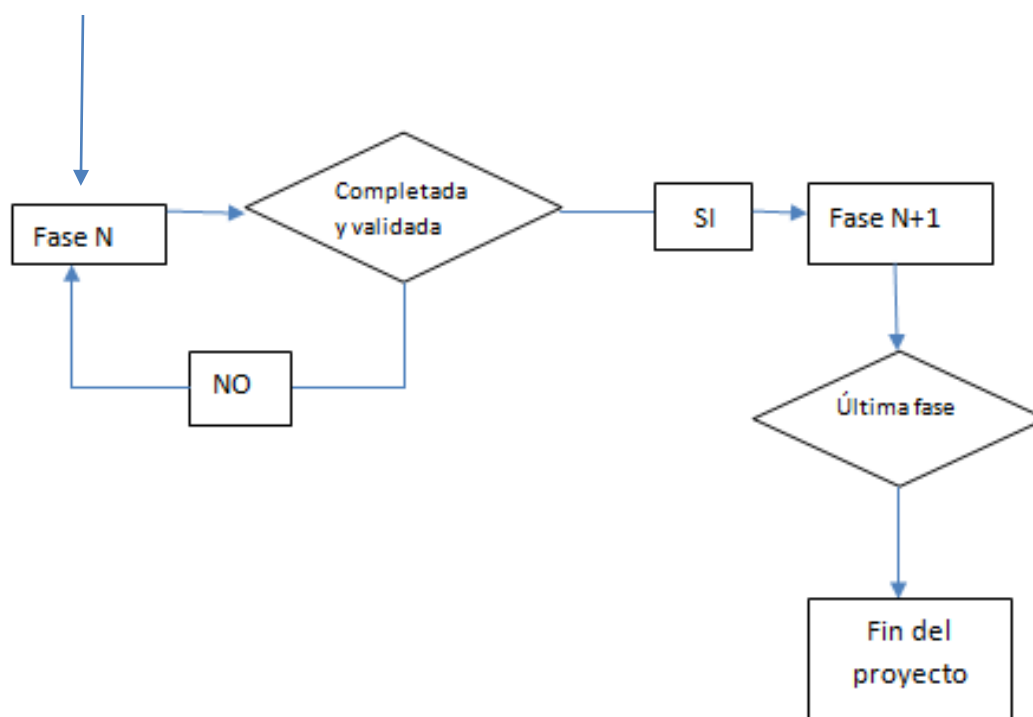 Fase N
Completada
y validada
SI
Fase N+1
NO
Última fase
Fin del
proyecto